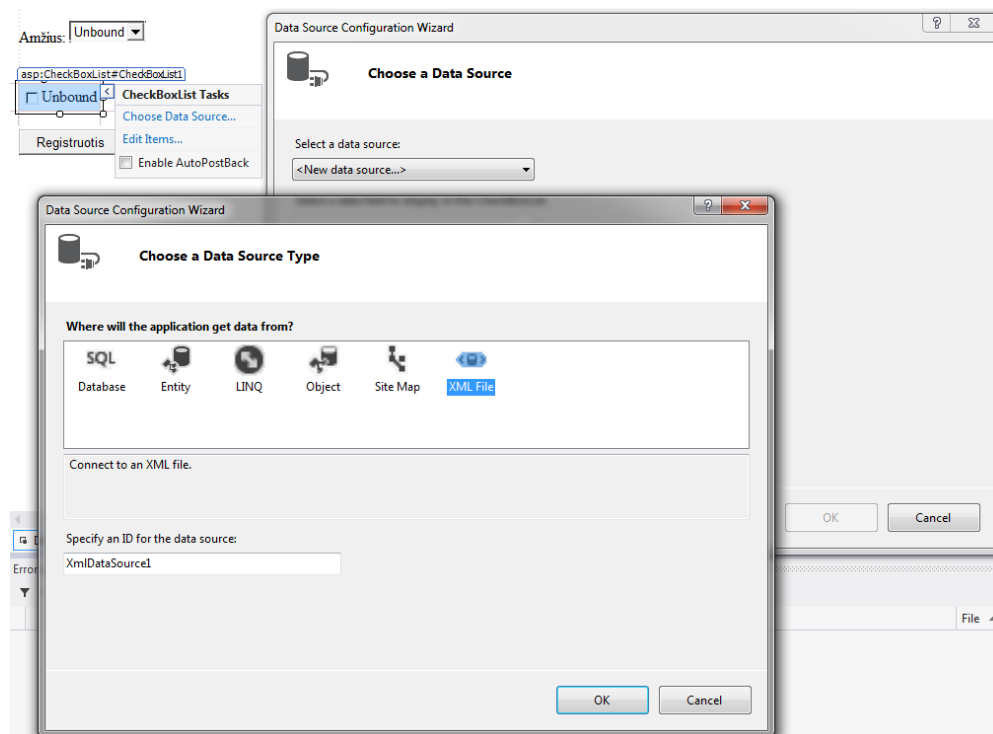 Amžius: Unbound
asp:CheckBoxList#CheckBoxList1
Unbound
CheckBoxList Tasks
Choose Data Source...
Edit Items...
Enable AutoPostBack
Registruotis
Data Source Configuration Wizard
Choose a Data Source
Select a data source:
<New data source...>
Data Source Configuration Wizard
Choose a Data Source Type
Where will the application get data from?
SQL
Database Entity LINQ Object Site Map XML File
Connect to an XML file.
Specify an ID for the data source:
XmlDataSource1
OK Cancel
OK Cancel
File